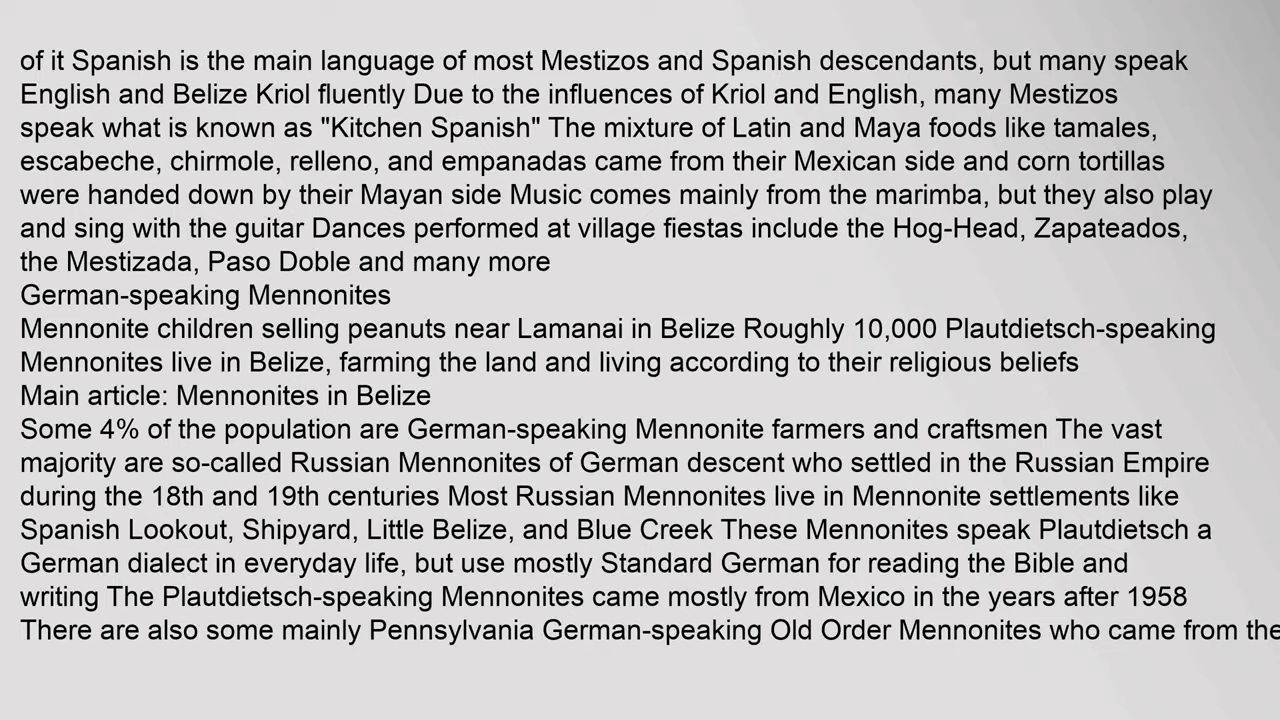 of it Spanish is the main language of most Mestizos and Spanish descendants, but many speak
English and Belize Kriol fluently Due to the influences of Kriol and English, many Mestizos
speak what is known as "Kitchen Spanish" The mixture of Latin and Maya foods like tamales,
escabeche, chirmole, relleno, and empanadas came from their Mexican side and corn tortillas
were handed down by their Mayan side Music comes mainly from the marimba, but they also play
and sing with the guitar Dances performed at village fiestas include the Hog-Head, Zapateados,
the Mestizada, Paso Doble and many more
German-speaking Mennonites
Mennonite children selling peanuts near Lamanai in Belize Roughly 10,000 Plautdietsch-speaking
Mennonites live in Belize, farming the land and living according to their religious beliefs
Main article: Mennonites in Belize
Some 4% of the population are German-speaking Mennonite farmers and craftsmen The vast
majority are so-called Russian Mennonites of German descent who settled in the Russian Empire
during the 18th and 19th centuries Most Russian Mennonites live in Mennonite settlements like
Spanish Lookout, Shipyard, Little Belize, and Blue Creek These Mennonites speak Plautdietsch a
German dialect in everyday life, but use mostly Standard German for reading the Bible and
writing The Plautdietsch-speaking Mennonites came mostly from Mexico in the years after 1958
There are also some mainly Pennsylvania German-speaking Old Order Mennonites who came from the